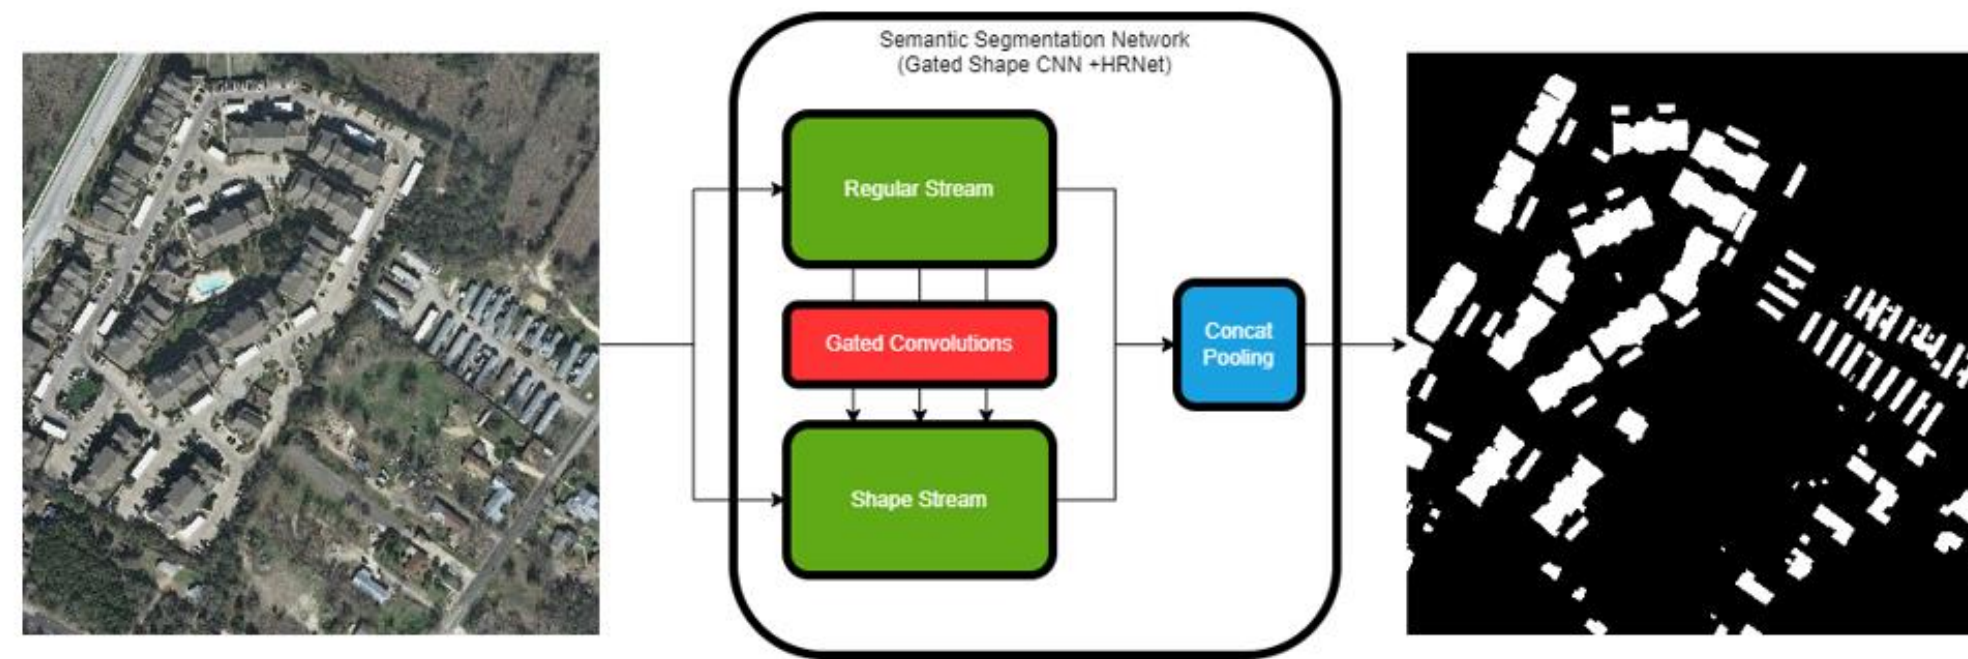 Semantic Segmentation Network
(Gated Shape CNN +HRNet)
Regular Stream
Gated Convolutions
Concat
Pooling
Shape Stream